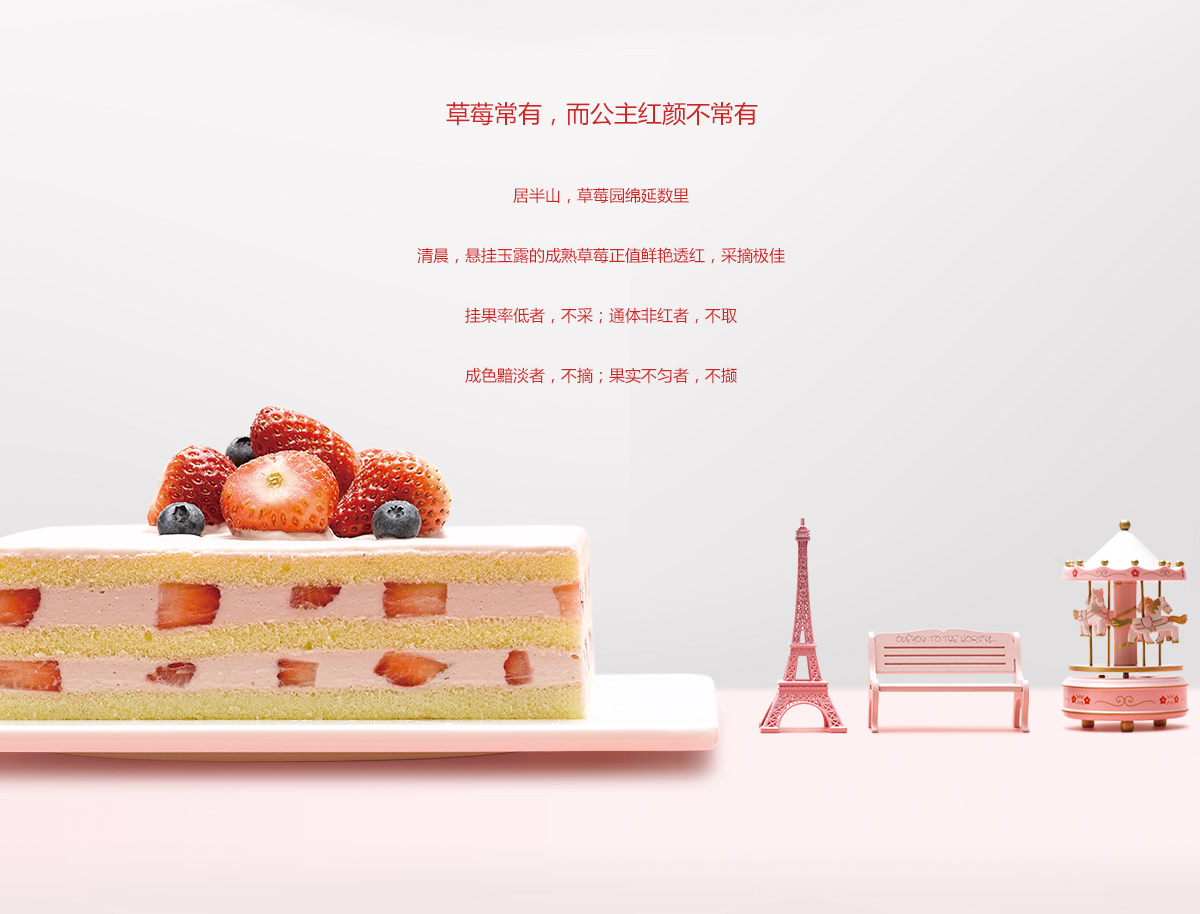 草莓常有，而公主红颜不常有
居半山，草莓园绵延数里
清晨，悬挂玉露的成熟草莓正值鲜艳透红，采摘极佳
挂果率低者，不采；通体非红者，不取
成色黯淡者，不摘；果实不匀者，不撷